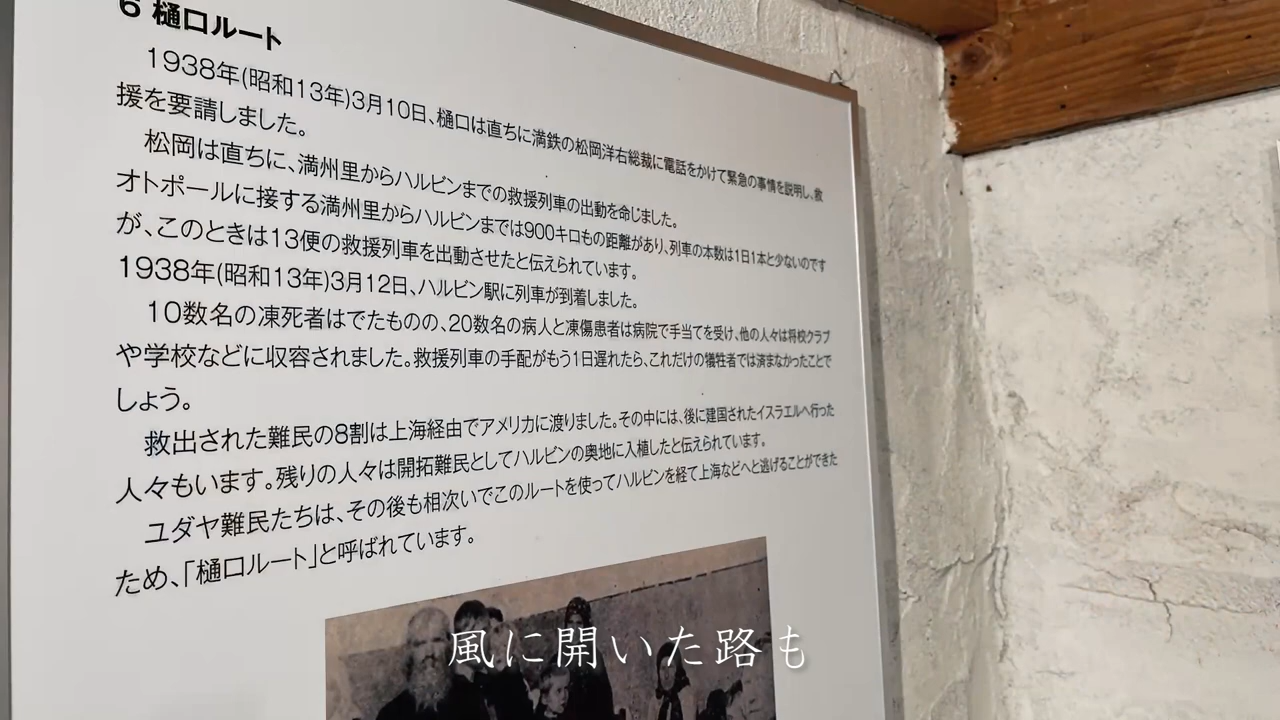 6 樋口ルート
1938年(昭和13年)3月10日、樋口は直ちに満鉄の松岡洋右総裁に電話をかけて緊急の事情を説明し、救
援を要請しました。
松岡は直ちに、満州里からハルビンまでの救援列車の出動を命じました。
オトポールに接する満州里からハルビンまでは900キロもの距離があり、列車の本数は1日1本と少ないのです
が、このときは13便の救援列車を出動させたと伝えられています。
1938年(昭和13年)3月12日、ハルビン駅に列車が到着しました。
10数名の凍死者はでたものの、20数名の病人と凍傷患者は病院で手当てを受け、他の人々は将校クラブ
や学校などに収容されました。救援列車の手配がもう1日遅れたら、これだけの犠牲者では済まなかったことで
しょう。
救出された難民の8割は上海経由でアメリカに渡りました。その中には、後に建国されたイスラエルへ行った
人々もいます。残りの人々は開拓難民としてハルビンの奥地に入植したと伝えられています。
ユダヤ難民たちは、その後も相次いでこのルートを使ってハルビンを経て上海などへと逃げることができた
ため、「樋口ルート」と呼ばれています。
風に開いた路も